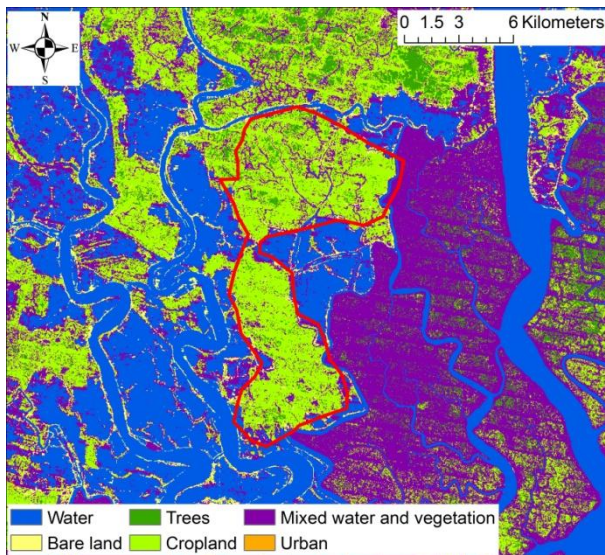 N
W E
S
0 1.5 3 6 Kilometers
Water Trees Mixed water and vegetation
Bare land Cropland Urban